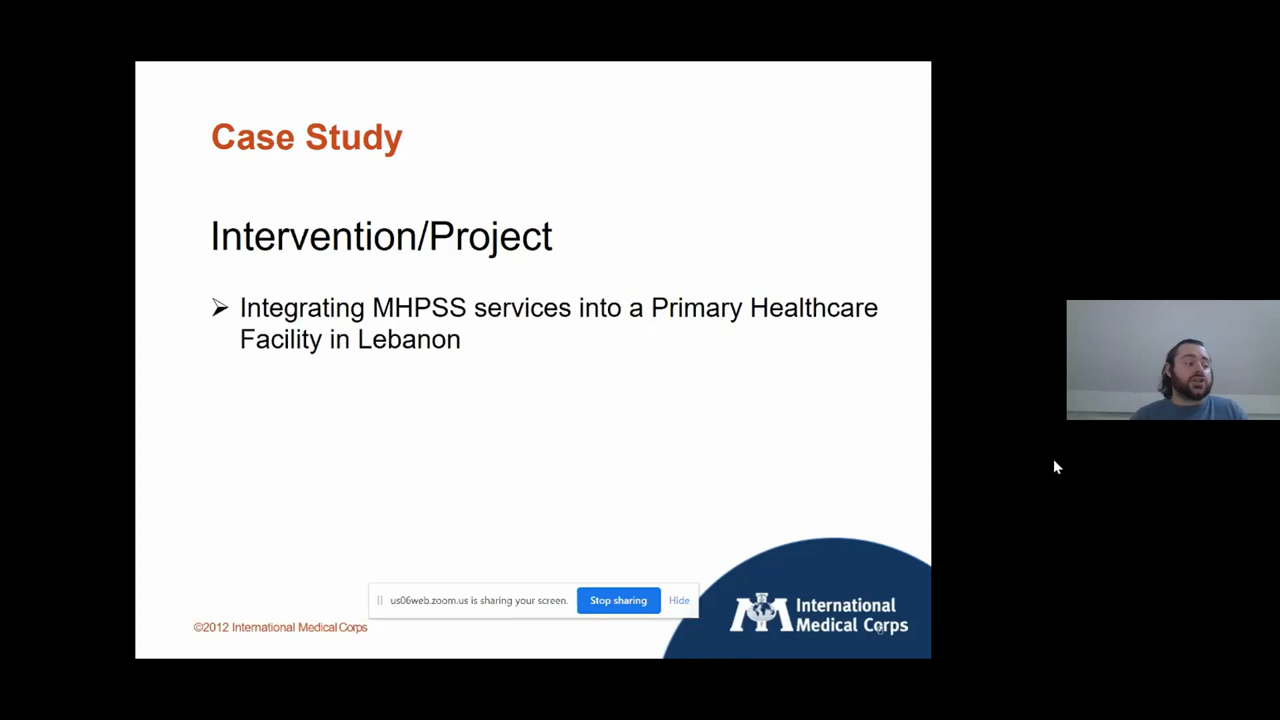 Case Study
Intervention/Project
➢ Integrating MHPSS services into a Primary Healthcare
Facility in Lebanon
us06web.zoom.us is sharing your screen.
Stop sharing
Hide
©2012 International Medical Corps
International
Medical Corps